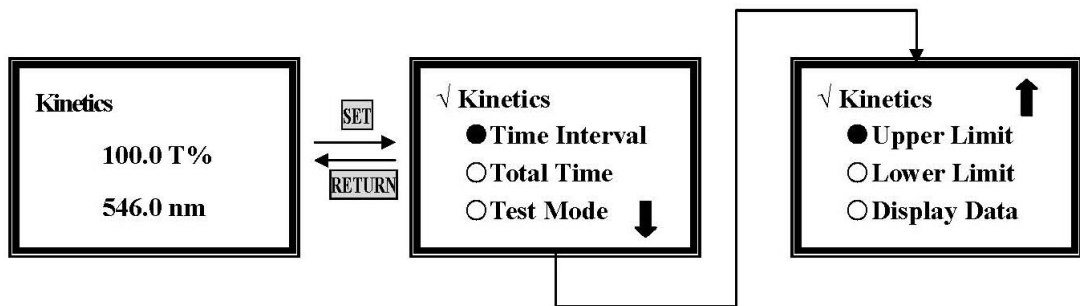 Kinetics
100.0 T%
546.0 nm
SET
RETURN
√ Kinetics
●Time Interval
○Total Time
○Test Mode
√ Kinetics
●Upper Limit
○Lower Limit
○Display Data